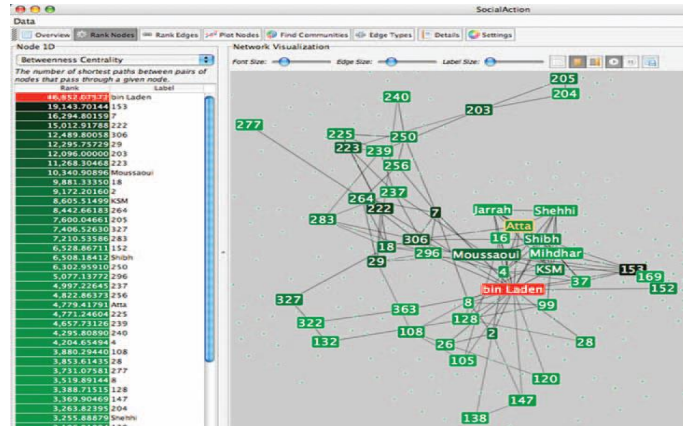 SocialAction
Data
Overview Rank Nodes Rank Edges Plot Nodes Find Communities Edge Types Details Settings
Node 1D
Betweenness Centrality
The number of shortest paths between pairs of
nodes that pass through a given node.
Rank Label
46,852.07572 bin Laden
19,143.70144 153
16,294.80159 7
15,012.91788 222
12,489.80058 306
12,295.75729 29
12,096.00000 203
11,268.30468 223
10,340.90896 Moussaoui
9,881.33350 18
9,172.20160 2
8,605.51499 KSM
8,442.66183 264
7,600.04661 205
7,406.52630 327
7,210.53586 283
6,528.86711 152
6,508.18412 Shibh
6,302.95910 250
5,077.13772 296
4,997.22645 237
4,822.86373 256
4,779.41791 Atta
4,771.24604 225
4,657.73126 239
4,295.80890 240
4,204.65494 4
3,880.29440 108
3,853.61435 28
3,731.07581 277
3,519.89144 8
3,388.71515 128
3,369.90469 147
3,263.82395 204
3,255.88879 Shehhi
Network Visualization
Font Size: Edge Size: Label Size:
205
204
240
203
277
225
250
223
239
256
237
264
222
7
283
Jarrah
Shehhi
Atta
306
16
Shibh
18
296
Moussaoui
Mihdhar
29
4
KSM
153
169
37
152
bin Laden
327
363
8
99
322
128
108
2
132
26
28
105
120
147
138